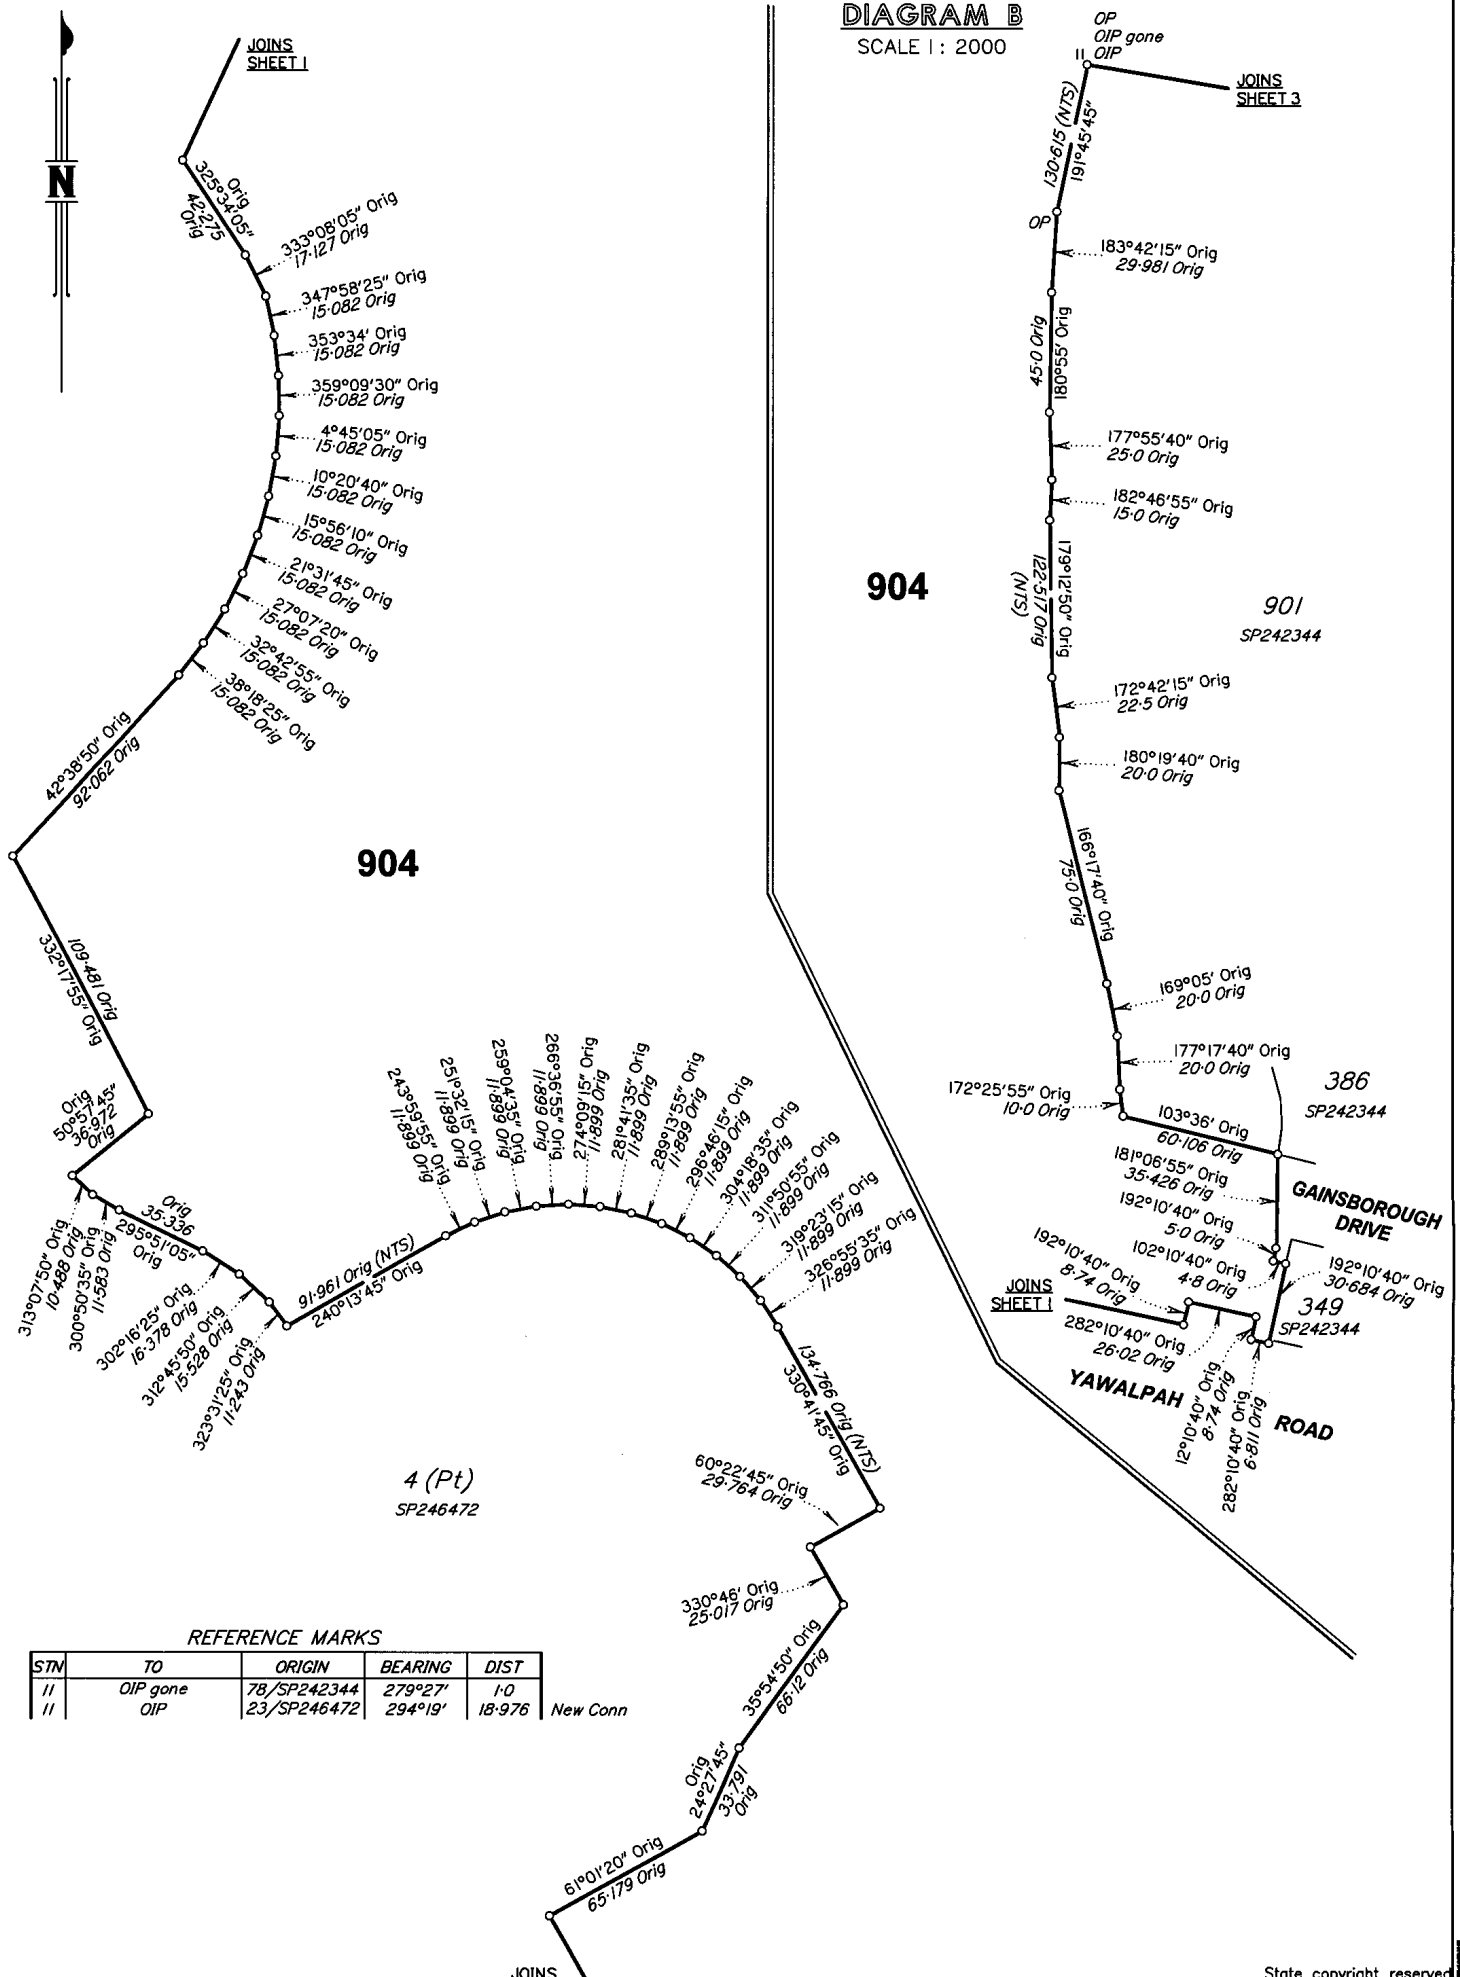 DIAGRAM B
SCALE 1: 2000
N
JOINS
SHEET 1
Orig
325°34'05"
42·275
Orig
333°08'05" Orig
17·127 Orig
347°58'25" Orig
15·082 Orig
353°34' Orig
15·082 Orig
359°09'30" Orig
15·082 Orig
4°45'05" Orig
15·082 Orig
10°20'40" Orig
15·082 Orig
15°56'10" Orig
15·082 Orig
21°31'45" Orig
15·082 Orig
27°07'20" Orig
15·082 Orig
32°42'55" Orig
15·082 Orig
38°18'25" Orig
15·082 Orig
42°38'50" Orig
92·062 Orig
904
109·481 Orig
332°17'55" Orig
Orig
50°57'45"
36·972
Orig
313°07'50" Orig
10·488 Orig
300°50'35" Orig
11·583 Orig
Orig
35·336
295°51'05"
Orig
302°16'25" Orig
16·378 Orig
312°45'50" Orig
15·528 Orig
323°31'25" Orig
11·243 Orig
91·961 Orig (NTS)
240°13'45" Orig
243°59'55" Orig
11·899 Orig
251°32'15" Orig
11·899 Orig
259°04'35" Orig
11·899 Orig
266°36'55" Orig
11·899 Orig
274°09'15" Orig
11·899 Orig
281°41'35" Orig
11·899 Orig
289°13'55" Orig
11·899 Orig
296°46'15" Orig
11·899 Orig
304°18'35" Orig
11·899 Orig
311°50'55" Orig
11·899 Orig
319°23'15" Orig
11·899 Orig
326°55'35" Orig
11·899 Orig
134·766 Orig (NTS)
330°41'45" Orig
60°22'45" Orig
29·764 Orig
330°46' Orig
25·017 Orig
35°54'50" Orig
66·12 Orig
Orig
24°27'45"
33·791
Orig
61°01'20" Orig
65·179 Orig
JOINS
4 (Pt)
SP246472
REFERENCE MARKS
STN TO ORIGIN BEARING DIST
11 OIP gone 78/SP242344 279°27' 1·0
11 OIP 23/SP246472 294°19' 18·976 New Conn
OP
OIP gone
11 OIP
JOINS
SHEET 3
130·615 (NTS)
191°45'45"
OP
183°42'15" Orig
29·981 Orig
45·0 Orig
180°55' Orig
177°55'40" Orig
25·0 Orig
182°46'55" Orig
15·0 Orig
179°12'50" Orig
122·517 Orig
(NTS)
904
901
SP242344
172°42'15" Orig
22·5 Orig
180°19'40" Orig
20·0 Orig
166°17'40" Orig
75·0 Orig
169°05' Orig
20·0 Orig
177°17'40" Orig
20·0 Orig
172°25'55" Orig
10·0 Orig
386
SP242344
103°36' Orig
60·106 Orig
181°06'55" Orig
35·426 Orig
GAINSBOROUGH
DRIVE
192°10'40" Orig
5·0 Orig
102°10'40" Orig
4·8 Orig
192°10'40" Orig
8·74 Orig
192°10'40" Orig
30·684 Orig
349
SP242344
JOINS
SHEET 1
282°10'40" Orig
26·02 Orig
12°10'40" Orig
8·74 Orig
282°10'40" Orig
6·811 Orig
YAWALPAH
ROAD
State copyright reserved